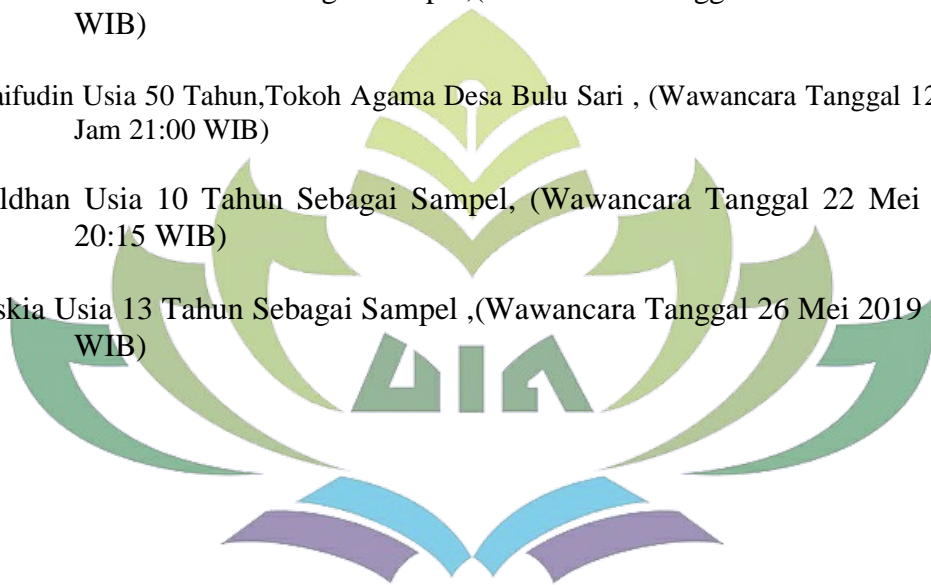 WIB)
aifudin Usia 50 Tahun,Tokoh Agama Desa Bulu Sari , (Wawancara Tanggal 12
Jam 21:00 WIB)
ldhan Usia 10 Tahun Sebagai Sampel, (Wawancara Tanggal 22 Mei
20:15 WIB)
skia Usia 13 Tahun Sebagai Sampel ,(Wawancara Tanggal 26 Mei 2019
WIB)
UIN